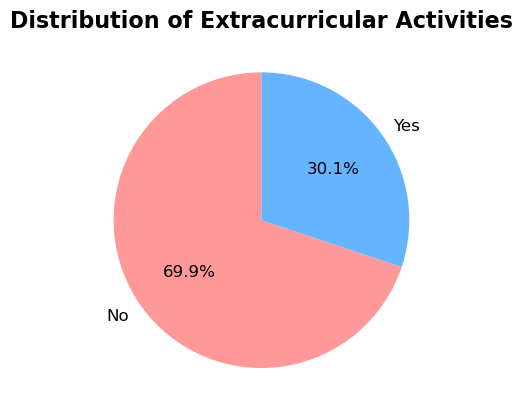 Distribution of Extracurricular Activities
Yes
30.1%
69.9%
No